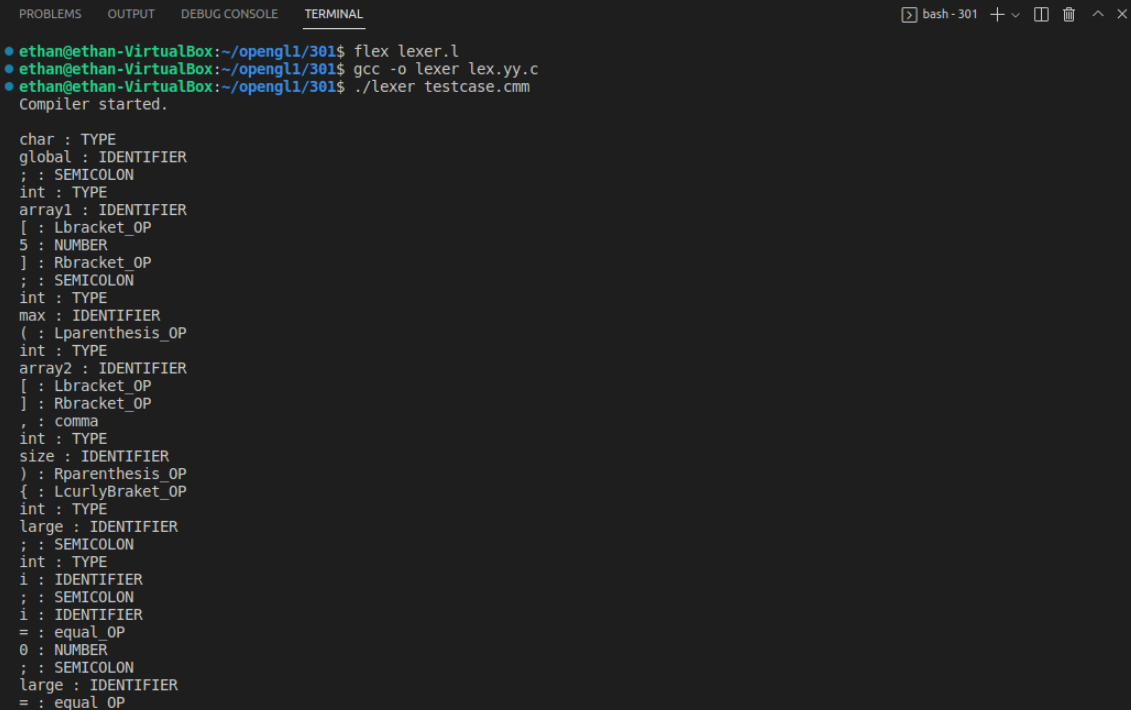 PROBLEMS OUTPUT DEBUG CONSOLE TERMINAL bash - 301
ethan@ethan-VirtualBox:~/opengl1/301$ flex lexer.l
ethan@ethan-VirtualBox:~/opengl1/301$ gcc -o lexer lex.yy.c
ethan@ethan-VirtualBox:~/opengl1/301$ ./lexer testcase.cmm
Compiler started.
char : TYPE
global : IDENTIFIER
; : SEMICOLON
int : TYPE
array1 : IDENTIFIER
[ : Lbracket_OP
5 : NUMBER
] : Rbracket_OP
; : SEMICOLON
int : TYPE
max : IDENTIFIER
( : Lparenthesis_OP
int : TYPE
array2 : IDENTIFIER
[ : Lbracket_OP
] : Rbracket_OP
, : comma
int : TYPE
size : IDENTIFIER
) : Rparenthesis_OP
{ : LcurlyBraket_OP
int : TYPE
large : IDENTIFIER
; : SEMICOLON
int : TYPE
i : IDENTIFIER
; : SEMICOLON
i : IDENTIFIER
= : equal_OP
0 : NUMBER
; : SEMICOLON
large : IDENTIFIER
= : equal_OP